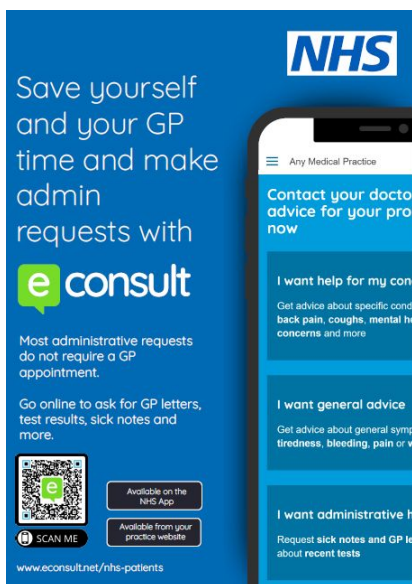 NHS
Save yourself
and your GP
time and make
admin
requests with
e consult
Most administrative requests
do not require a GP
appointment.
Go online to ask for GP letters,
test results, sick notes and
more.
e
SCAN ME
Available on the
NHS App
Available from your
practice website
www.econsult.net/nhs-patients
Any Medical Practice
Contact your docto
advice for your pro
now
I want help for my con
Get advice about specific cond
back pain, coughs, mental he
concerns and more
I want general advice
Get advice about general symp
tiredness, bleeding, pain or
I want administrative h
Request sick notes and GP le
about recent tests